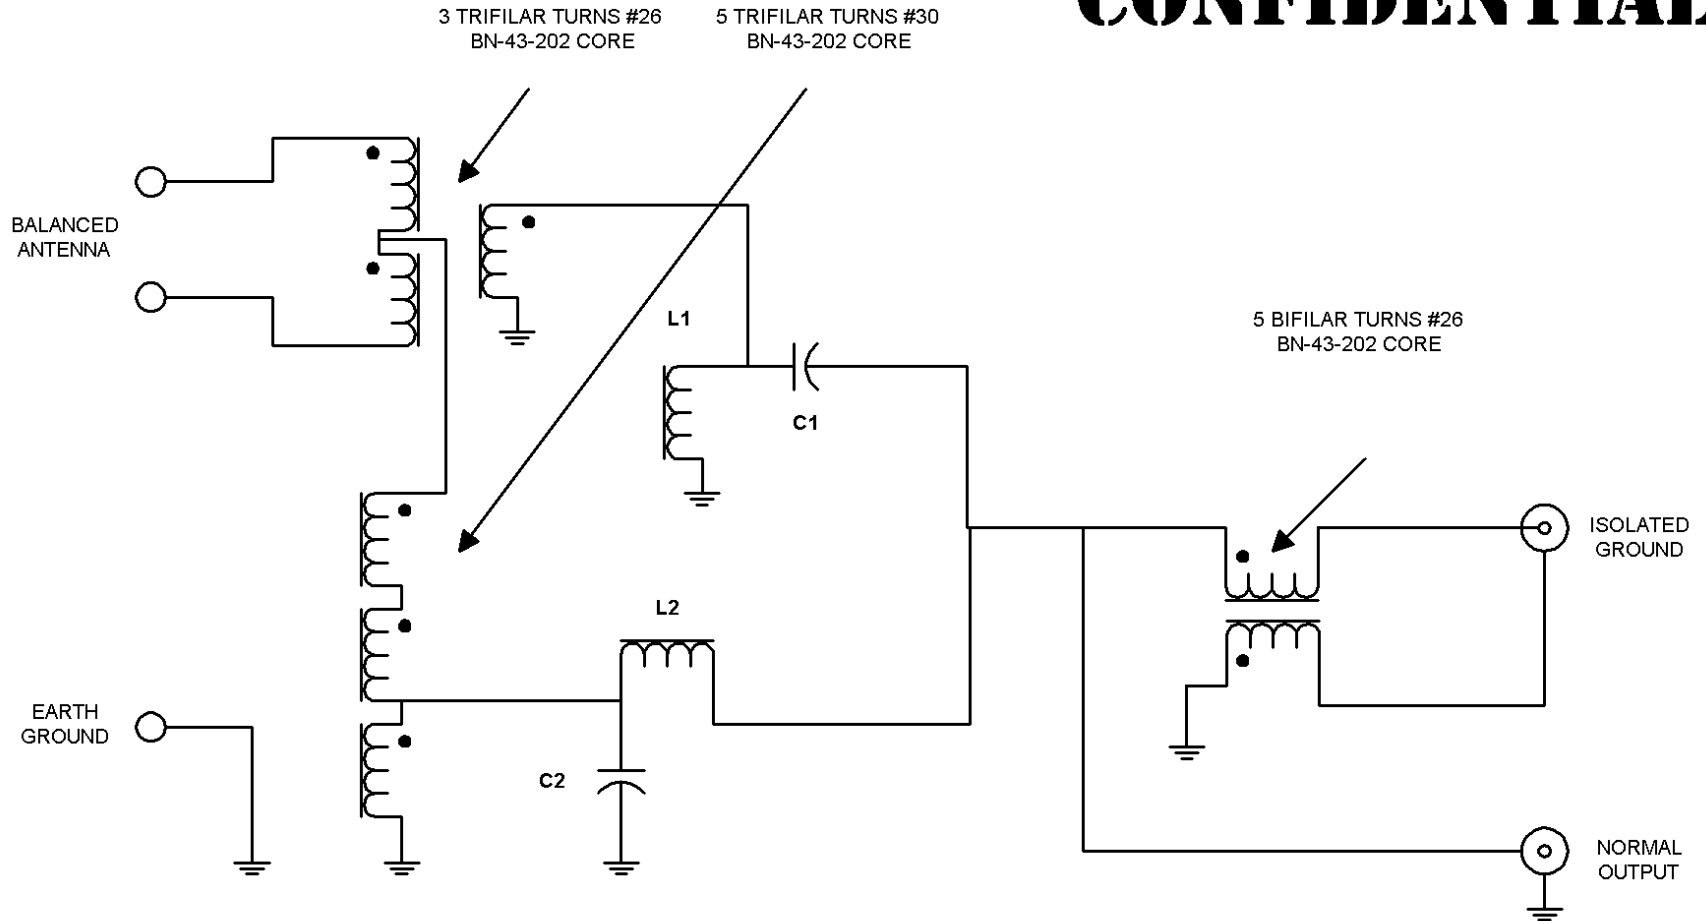 CONFIDENTIAL
3 TRIFILAR TURNS #26
BN-43-202 CORE
5 TRIFILAR TURNS #30
BN-43-202 CORE
BALANCED
ANTENNA
L1
C1
5 BIFILAR TURNS #26
BN-43-202 CORE
ISOLATED
GROUND
L2
EARTH
GROUND
C2
NORMAL
OUTPUT